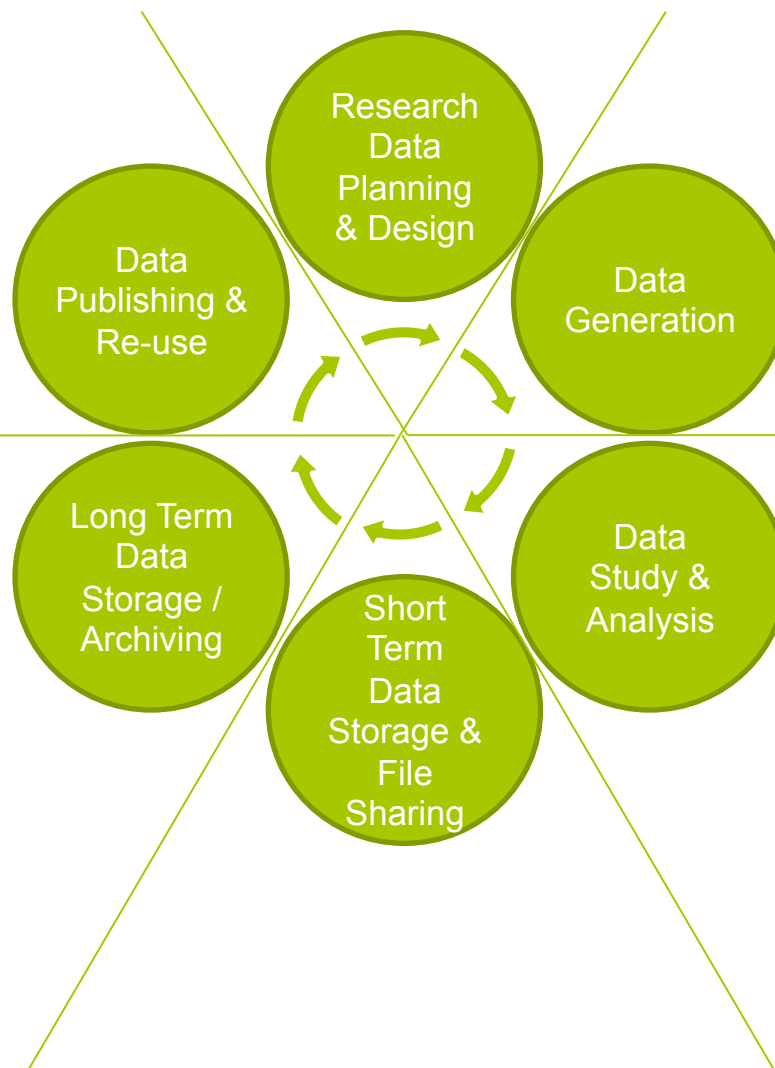 Research
Data
Planning
& Design
Data
Generation
Data
Study &
Analysis
Short
Term
Data
Storage &
File
Sharing
Long Term
Data
Storage /
Archiving
Data
Publishing &
Re-use